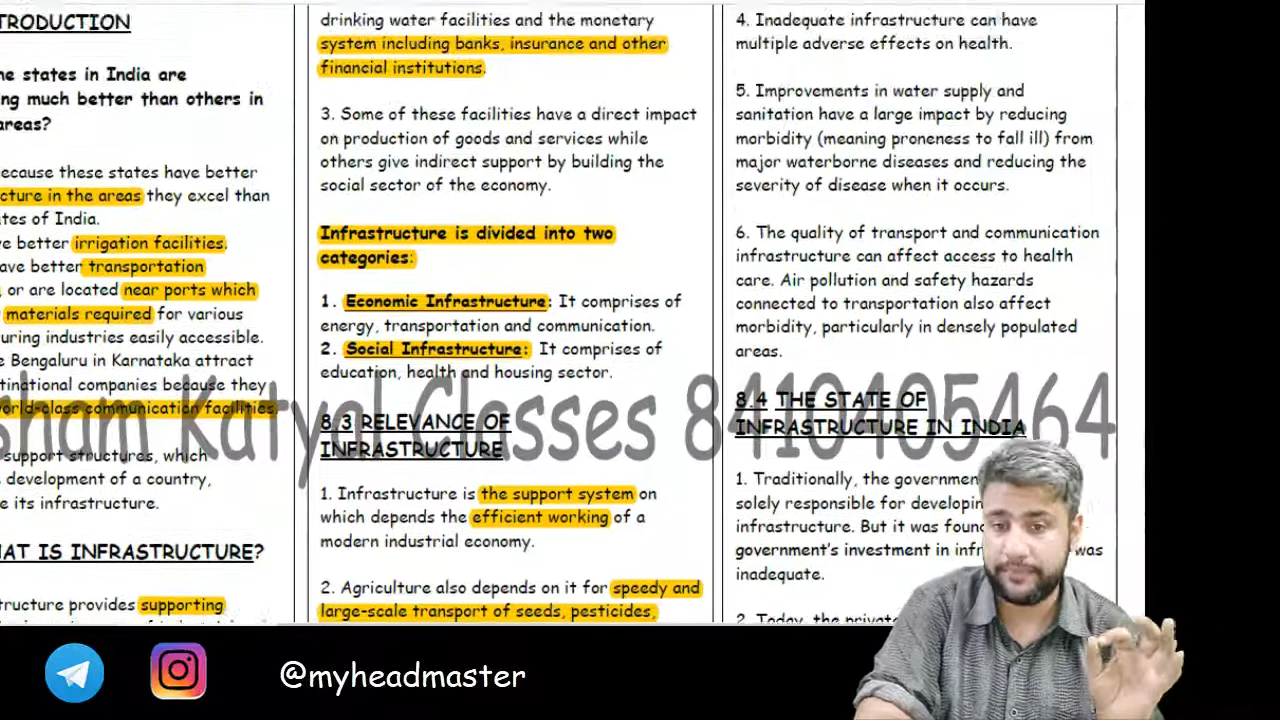 TRODUCTION
ne states in India are
ng much better than others in
areas?
ecause these states have better
cture in the areas they excel than
tes of India.
ve better irrigation facilities.
ave better transportation
or are located near ports which
materials required for various
uring industries easily accessible.
e Bengaluru in Karnataka attract
tinational companies because they
world-class communication facilities
support structures, which
development of a country,
e its infrastructure.
AT IS INFRASTRUCTURE?
tructure provides supporting
drinking water facilities and the monetary
system including banks, insurance and other
financial institutions.
3. Some of these facilities have a direct impact
on production of goods and services while
others give indirect support by building the
social sector of the economy.
Infrastructure is divided into two
categories:
1. Economic Infrastructure: It comprises of
energy, transportation and communication.
2. Social Infrastructure: It comprises of
education, health and housing sector.
8.3 RELEVANCE OF
INFRASTRUCTURE
1. Infrastructure is the support system on
which depends the efficient working of a
modern industrial economy.
2. Agriculture also depends on it for speedy and
large-scale transport of seeds, pesticides,
4. Inadequate infrastructure can have
multiple adverse effects on health.
5. Improvements in water supply and
sanitation have a large impact by reducing
morbidity (meaning proneness to fall ill) from
major waterborne diseases and reducing the
severity of disease when it occurs.
6. The quality of transport and communication
infrastructure can affect access to health
care. Air pollution and safety hazards
connected to transportation also affect
morbidity, particularly in densely populated
areas.
8.4 THE STATE OF
INFRASTRUCTURE IN INDIA
1. Traditionally, the governmen
solely responsible for developin
infrastructure. But it was foun
government's investment in infr was
inadequate.
2. Today, the private
sham Katyal Classes 8410405464
@myheadmaster